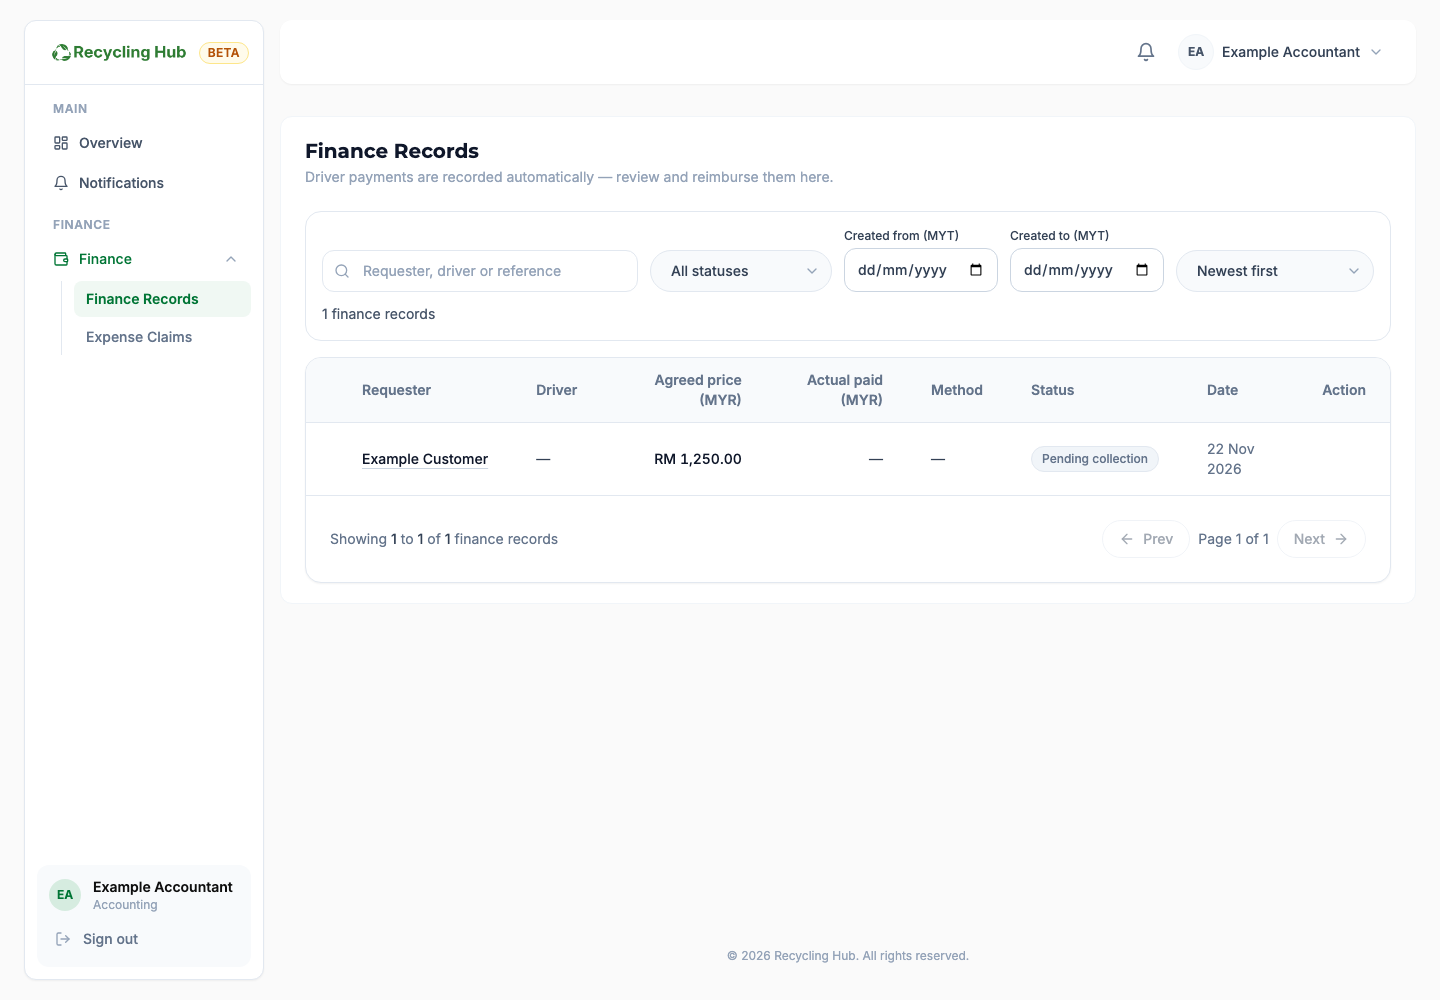 Recycling Hub BETA
MAIN
Overview
Notifications
FINANCE
Finance
Finance Records
Expense Claims
EA Example Accountant
Accounting
Sign out
EA Example Accountant
Finance Records
Driver payments are recorded automatically — review and reimburse them here.
Created from (MYT) Created to (MYT)
Requester, driver or reference All statuses dd/mm/yyyy dd/mm/yyyy Newest first
1 finance records
Requester Driver Agreed price (MYR) Actual paid (MYR) Method Status Date Action
Example Customer — RM 1,250.00 — — Pending collection 22 Nov 2026
Showing 1 to 1 of 1 finance records Prev Page 1 of 1 Next
© 2026 Recycling Hub. All rights reserved.